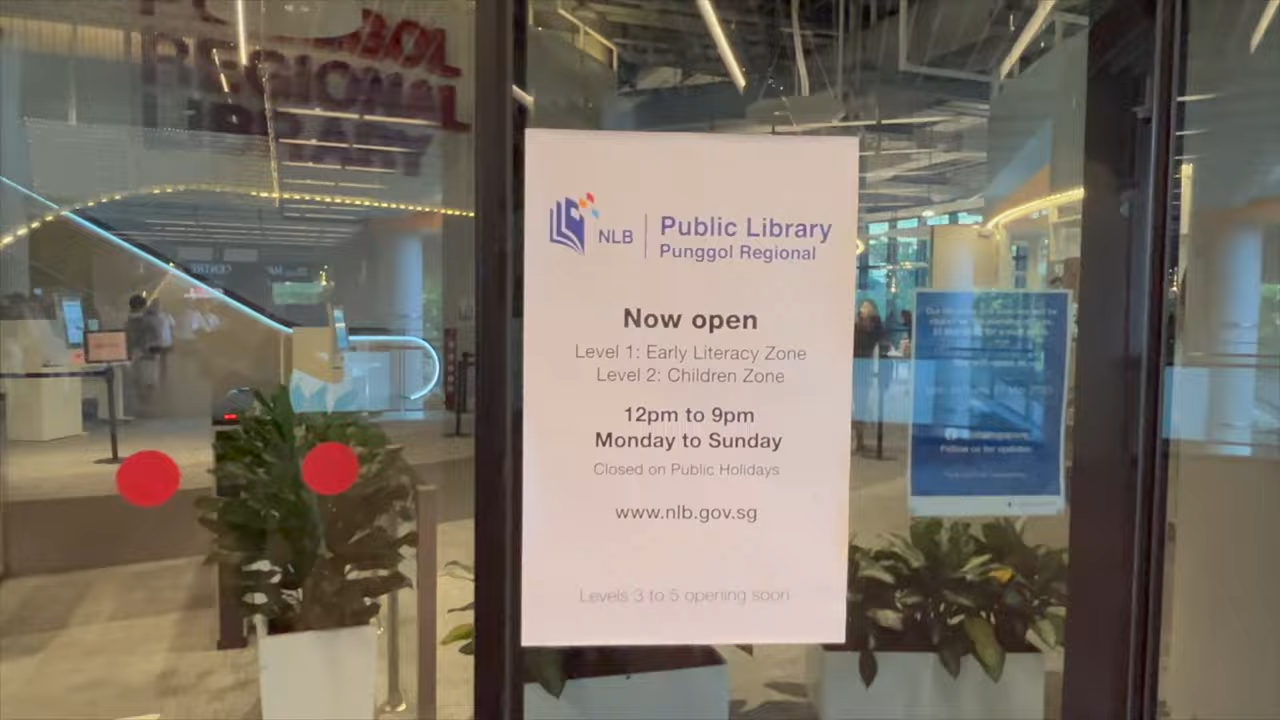 REGIONAL
LIBRARY
NLB
Public Library
Punggol Regional
Now open
Level 1: Early Literacy Zone
Level 2: Children Zone
12pm to 9pm
Monday to Sunday
Closed on Public Holidays
www.nlb.gov.sg
Levels 3 to 5 opening soon
Follow us for updates